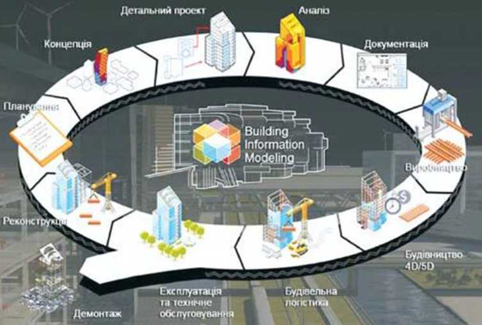 Детальний проект
Аналіз
Концепція
Документація
Планування
Building
Information
Modeling
Виробництво
Реконструкція
Будівництво
4D/5D
Експлуатація
та технічне
обслуговування
Будівельна
логістика
Демонтаж